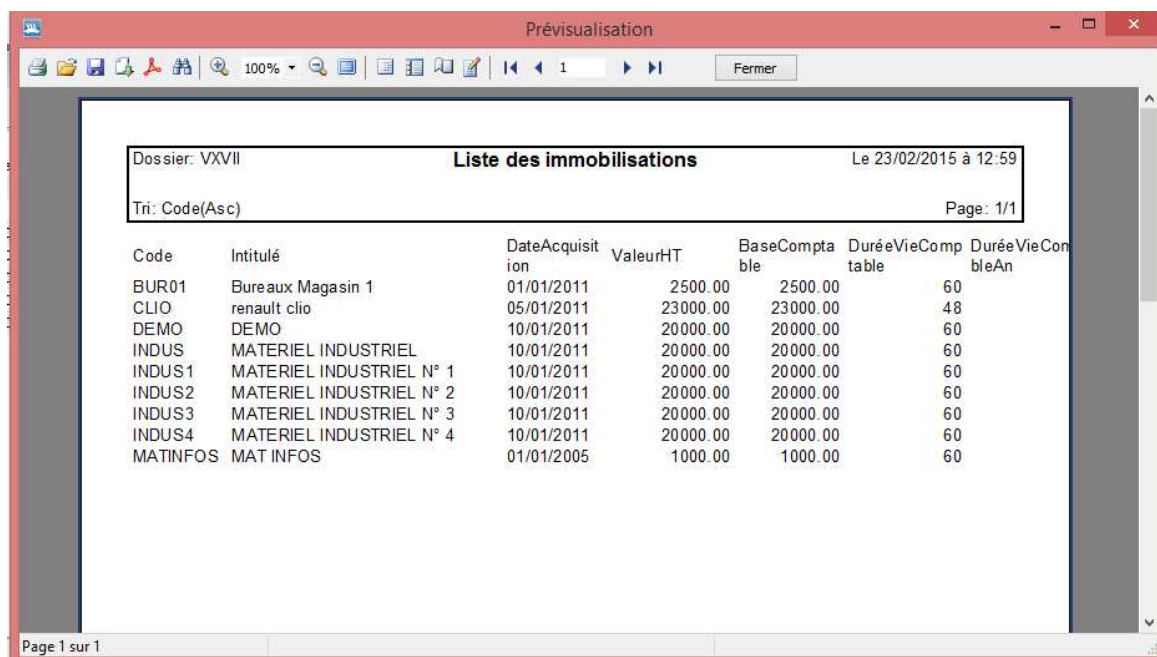 Prévisualisation
100%
1
Fermer
Dossier: VXVII Liste des immobilisations Le 23/02/2015 à 12:59
Tri: Code(Asc) Page: 1/1
Code Intitulé DateAcquisit ValeurHT BaseCompta DuréeVieComp DuréeVieCom
ion ble table bleAn
BUR01 Bureaux Magasin 1 01/01/2011 2500.00 2500.00 60
CLIO renault clio 05/01/2011 23000.00 23000.00 48
DEMO DEMO 10/01/2011 20000.00 20000.00 60
INDUS MATERIEL INDUSTRIEL 10/01/2011 20000.00 20000.00 60
INDUS1 MATERIEL INDUSTRIEL N° 1 10/01/2011 20000.00 20000.00 60
INDUS2 MATERIEL INDUSTRIEL N° 2 10/01/2011 20000.00 20000.00 60
INDUS3 MATERIEL INDUSTRIEL N° 3 10/01/2011 20000.00 20000.00 60
INDUS4 MATERIEL INDUSTRIEL N° 4 10/01/2011 20000.00 20000.00 60
MATINFOS MAT INFOS 01/01/2005 1000.00 1000.00 60
Page 1 sur 1